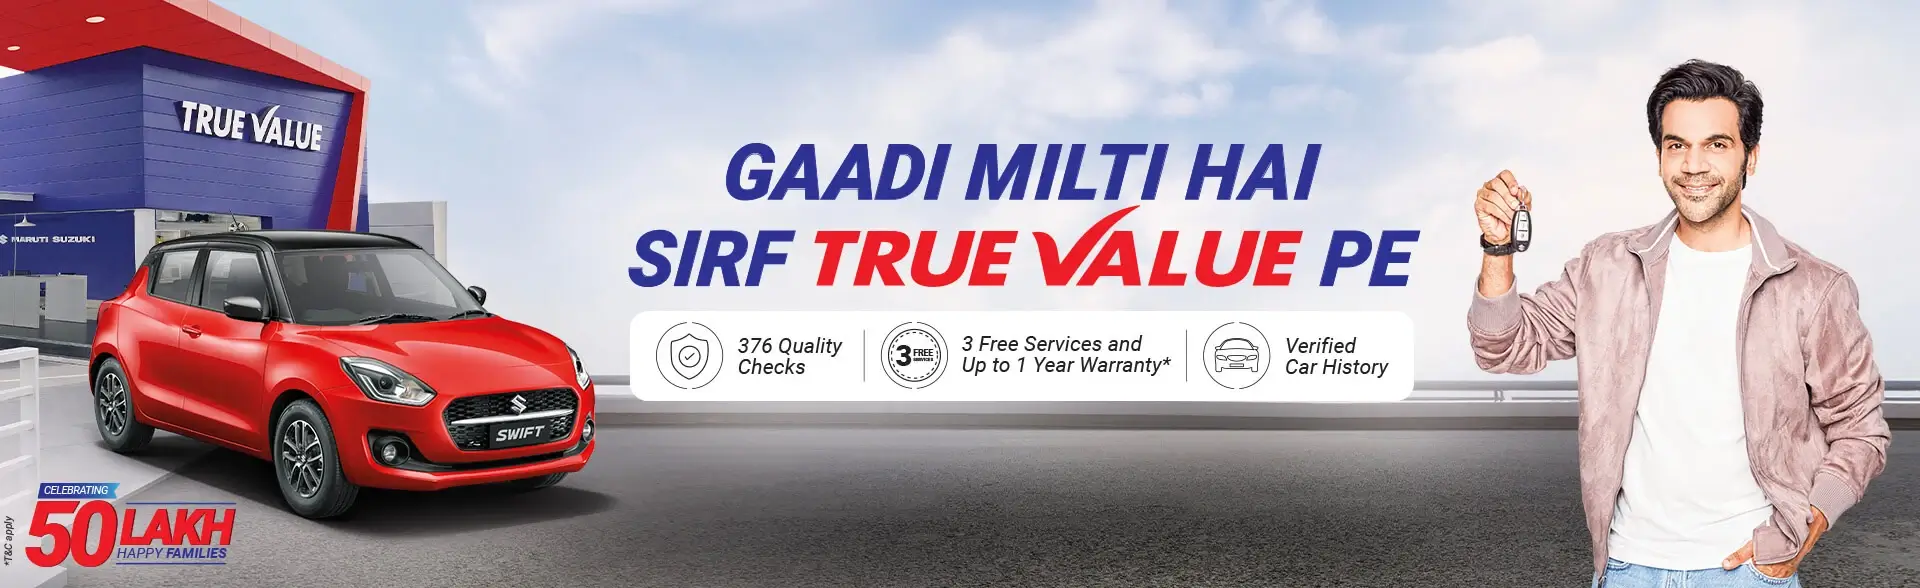 TRUE VALUE
MARUTI SUZUKI
GAADI MILTI HAI
SIRF TRUE VALUE PE
376 Quality
Checks
3 FREE
SERVICES
3 Free Services and
Up to 1 Year Warranty*
Verified
Car History
SWIFT
CELEBRATING
50 LAKH
HAPPY FAMILIES
*T&C apply